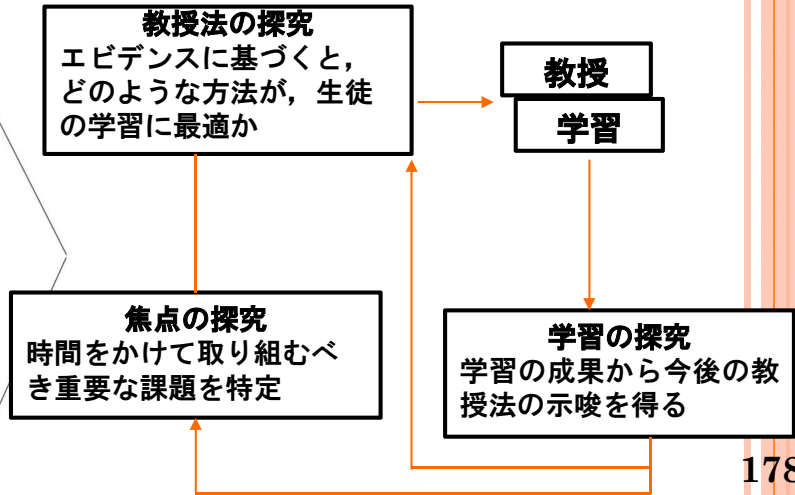 教授法の探究
エビデンスに基づくと，
どのような方法が，生徒
の学習に最適か
教授
学習
焦点の探究
時間をかけて取り組むべ
き重要な課題を特定
学習の探究
学習の成果から今後の教
授法の示唆を得る
178